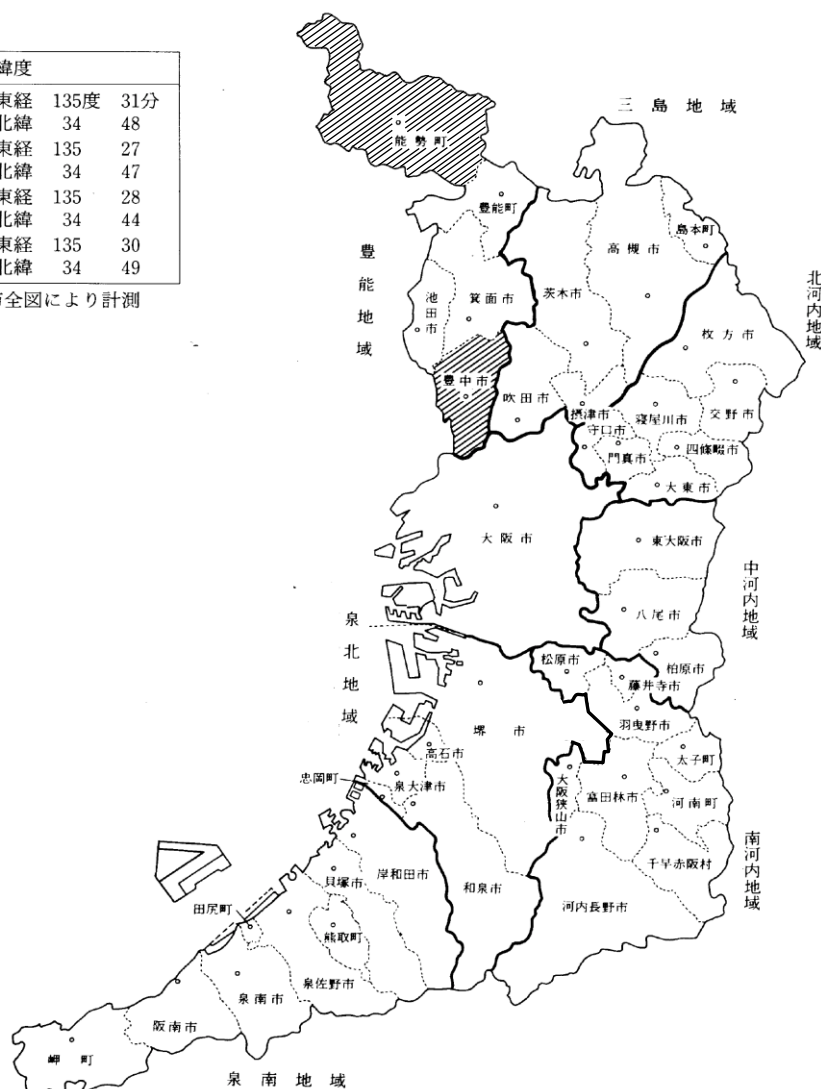 緯度
東経 135度 31分
北緯 34 48
東経 135 27
北緯 34 47
東経 135 28
北緯 34 44
東経 135 30
北緯 34 49
全図により計測
三島地域
能勢町
豊能町
島本町
高槻市
豊能地域
北河内地域
茨木市
箕面市
池田市
枚方市
豊中市
吹田市
摂津市
寝屋川市
交野市
守口市
門真市
四條畷市
大東市
大阪市
東大阪市
中河内地域
八尾市
泉北地域
松原市
柏原市
藤井寺市
羽曳野市
堺市
高石市
太子町
忠岡町
泉大津市
大阪狭山市
富田林市
河南町
南河内地域
千早赤阪村
岸和田市
貝塚市
和泉市
河内長野市
田尻町
熊取町
泉佐野市
泉南市
阪南市
岬町
泉南地域